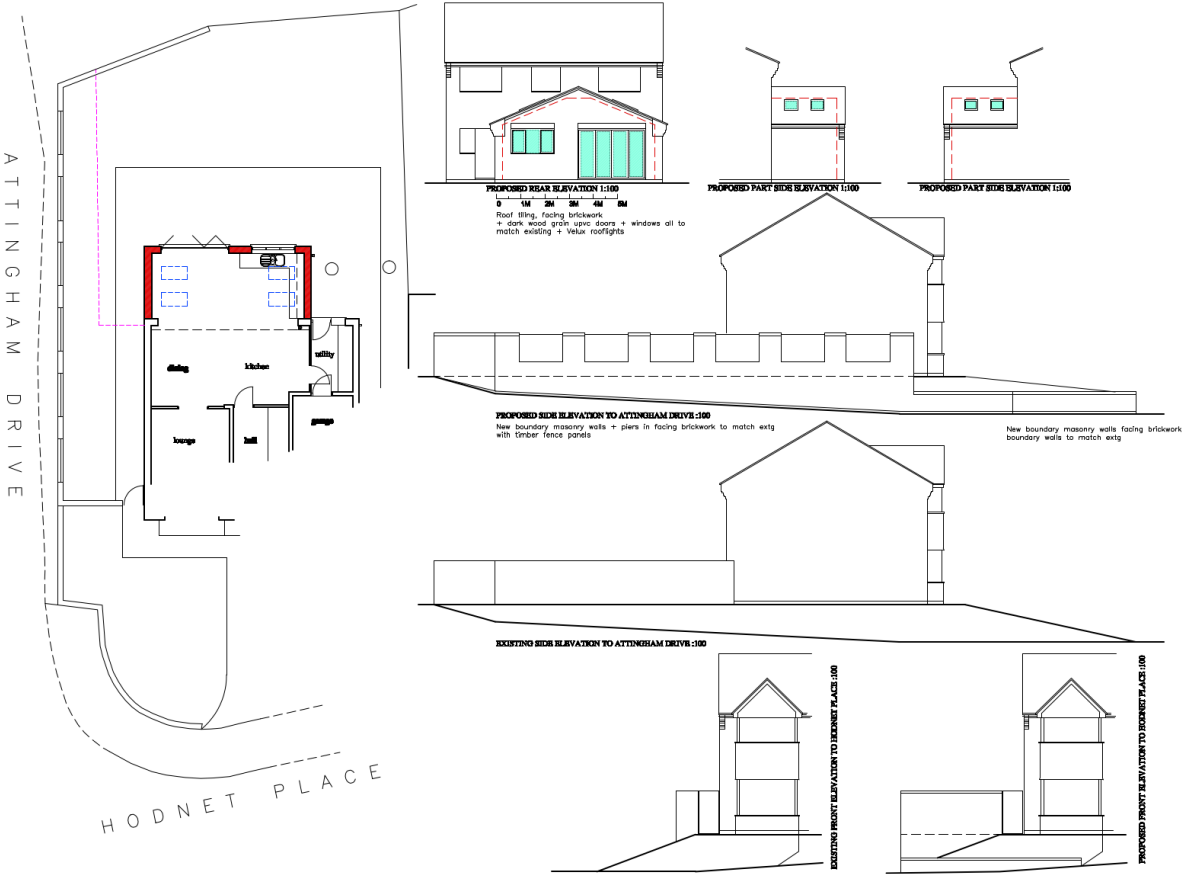 ATTINGHAM DRIVE
HODNET PLACE
dining
kitchen
utility
lounge
hall
garage
PROPOSED REAR ELEVATION 1:100
0 1M 2M 3M 4M 5M
Roof tiling, facing brickwork
+ dark wood grain upvc doors + windows all to
match existing + Velux rooflights
PROPOSED PART SIDE ELEVATION 1:100
PROPOSED PART SIDE ELEVATION 1:100
PROPOSED SIDE ELEVATION TO ATTINGHAM DRIVE :100
New boundary masonry walls + piers in facing brickwork to match extg
with timber fence panels
New boundary masonry walls facing brickwork
boundary walls to match extg
EXISTING SIDE ELEVATION TO ATTINGHAM DRIVE :100
EXISTING FRONT ELEVATION TO HODNET PLACE :100
PROPOSED FRONT ELEVATION TO HODNET PLACE :100